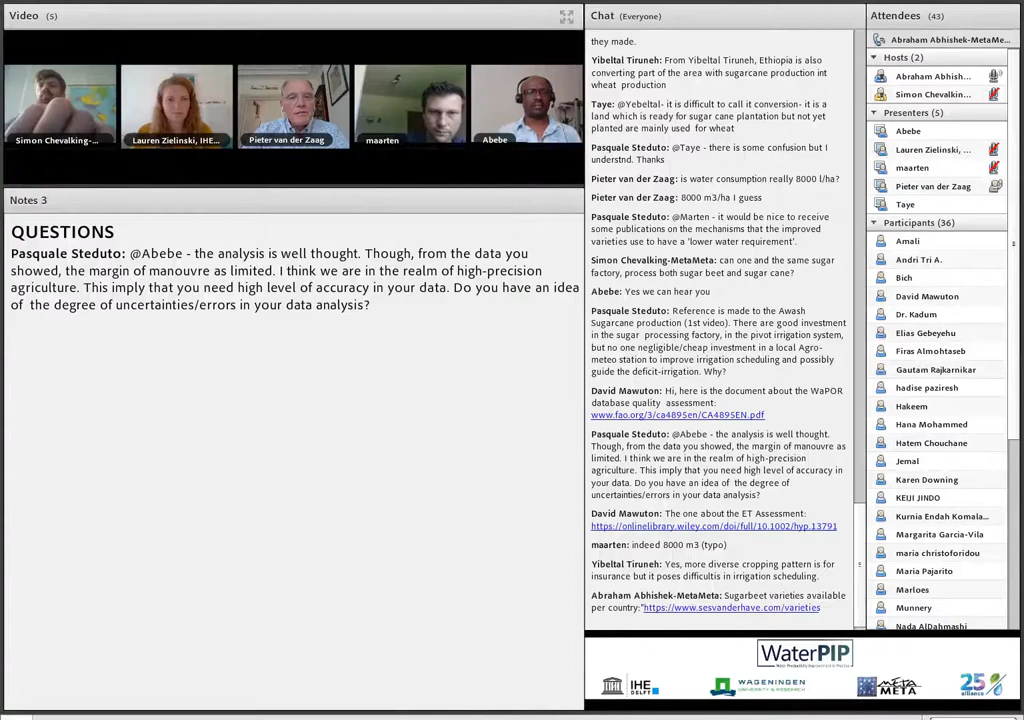 Video (5)
Simon Chevalking-...
Lauren Zielinski, IHE...
Pieter van der Zaag
maarten
Abebe
Notes 3
QUESTIONS
Pasquale Steduto: @Abebe - the analysis is well thought. Though, from the data you
showed, the margin of manouvre as limited. I think we are in the realm of high-precision
agriculture. This imply that you need high level of accuracy in your data. Do you have an idea
of the degree of uncertainties/errors in your data analysis?
Chat (Everyone)
they made.
Yibeltal Tiruneh: From Yibeltal Tiruneh, Ethiopia is
also converting part of the area with sugarcane production int
wheat production
Taye: @Yebeltal- it is difficult to call it conversion- it is a
land which is ready for sugar cane plantation but not yet
planted are mainly used for wheat
Pasquale Steduto: @Taye - there is some confusion but I
understnd. Thanks
Pieter van der Zaag: is water consumption really 8000 l/ha?
Pieter van der Zaag: 8000 m3/ha I guess
Pasquale Steduto: @Marten - it would be nice to receive
some publications on the mechanisms that the improved
varieties use to have a 'lower water requirement'.
Simon Chevalking-MetaMeta: can one and the same sugar
factory, process both sugar beet and sugar cane?
Abebe: Yes we can hear you
Pasquale Steduto: Reference is made to the Awash
Sugarcane production (1st video). There are good investment
in the sugar processing factory, in the pivot irrigation system,
but no one negligible/cheap investment in a local Agro-
meteo station to improve irrigation scheduling and possibly
guide the deficit-irrigation. Why?
David Mawuton: Hi, here is the document about the WaPOR
database quality assessment:
www.fao.org/3/ca4895en/CA4895EN.pdf
Pasquale Steduto: @Abebe - the analysis is well thought.
Though, from the data you showed, the margin of manouvre as
limited. I think we are in the realm of high-precision
agriculture. This imply that you need high level of accuracy in
your data. Do you have an idea of the degree of
uncertainties/errors in your data analysis?
David Mawuton: The one about the ET Assessment:
https://onlinelibrary.wiley.com/doi/full/10.1002/hyp.13791
maarten: indeed 8000 m3 (typo)
Yibeltal Tiruneh: Yes, more diverse cropping pattern is for
insurance but it poses difficultis in irrigation scheduling.
Abraham Abhishek-MetaMeta: Sugarbeet varieties available
per country:"https://www.sesvanderhave.com/varieties
Attendees (43)
Abraham Abhishek-MetaMe...
Hosts (2)
Abraham Abhish...
Simon Chevalkin...
Presenters (5)
Abebe
Lauren Zielinski, ...
maarten
Pieter van der Zaag
Taye
Participants (36)
Amali
Andri Tri A.
Bich
David Mawuton
Dr. Kadum
Elias Gebeyehu
Firas Almohtaseb
Gautam Rajkarnikar
hadise paziresh
Hakeem
Hana Mohammed
Hatem Chouchane
Jemal
Karen Downing
KEIJI JINDO
Kurnia Endah Komala...
Margarita Garcia-Vila
maria christoforidou
Maria Pajarito
Marloes
Munnery
Nada AlDahmashi
WaterPIP
IHE
DELFT
WAGENINGEN
UNIVERSITY & RESEARCH
META
META
25
alliance